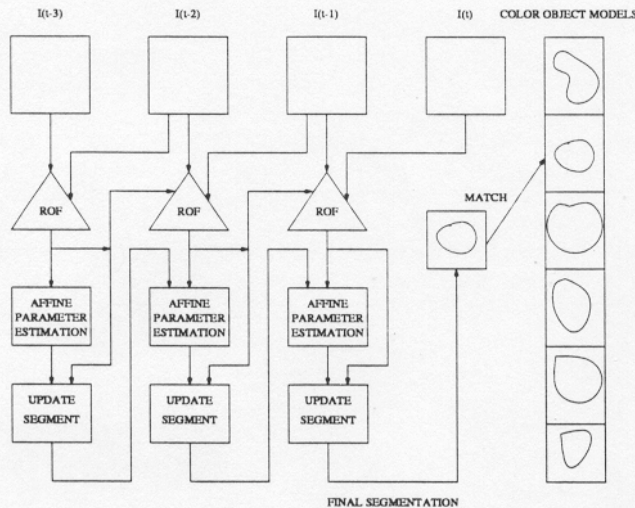 I(t-3) I(t-2) I(t-1) I(t) COLOR OBJECT MODELS
ROF ROF ROF
MATCH
AFFINE
PARAMETER
ESTIMATION
AFFINE
PARAMETER
ESTIMATION
AFFINE
PARAMETER
ESTIMATION
UPDATE
SEGMENT
UPDATE
SEGMENT
UPDATE
SEGMENT
FINAL SEGMENTATION